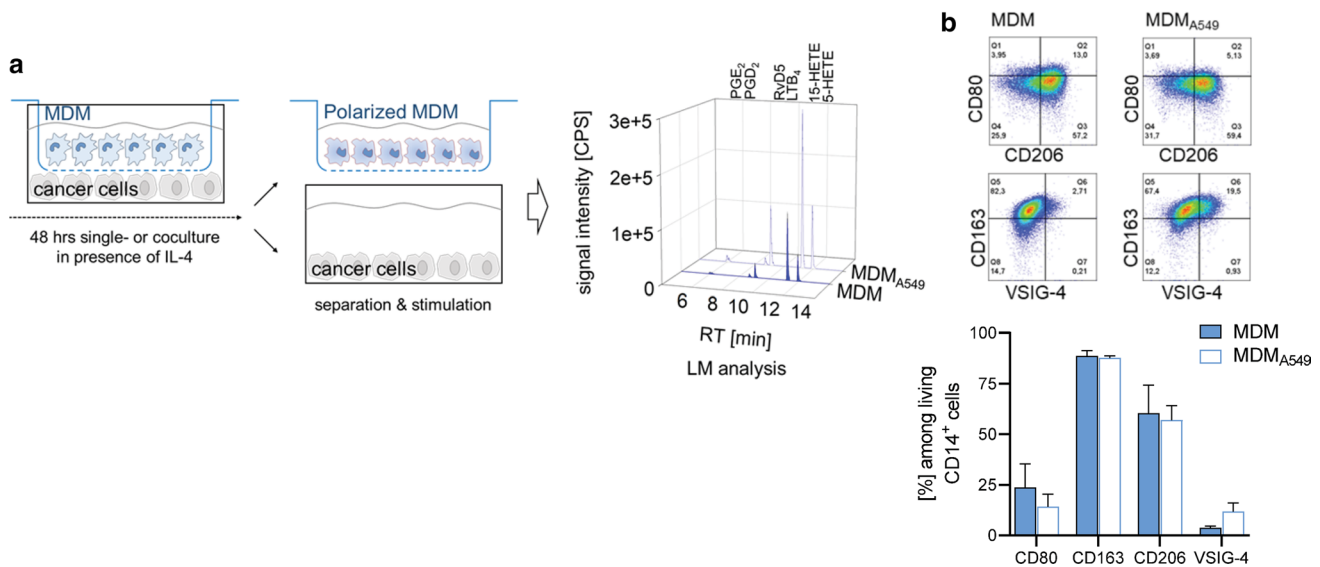 a
MDM
cancer cells
48 hrs single- or coculture
in presence of IL-4
Polarized MDM
cancer cells
separation & stimulation
PGE2
PGD2
RvD5
LTB4
15-HETE
5-HETE
signal intensity [CPS]
3e+5
2e+5
1e+5
0
6
8
10
12
14
RT [min]
MDMA549
MDM
LM analysis
b
MDM
MDMA549
CD80
Q1
3,95
Q2
13,0
Q4
25,9
Q3
57,2
CD206
CD80
Q1
3,69
Q2
5,13
Q4
31,7
Q3
59,4
CD206
CD163
Q5
82,3
Q6
2,71
Q8
14,7
Q7
0,21
VSIG-4
CD163
Q5
67,4
Q6
19,5
Q8
12,2
Q7
0,93
VSIG-4
[%] among living
CD14+ cells
100
75
50
25
0
MDM
MDMA549
CD80
CD163
CD206
VSIG-4